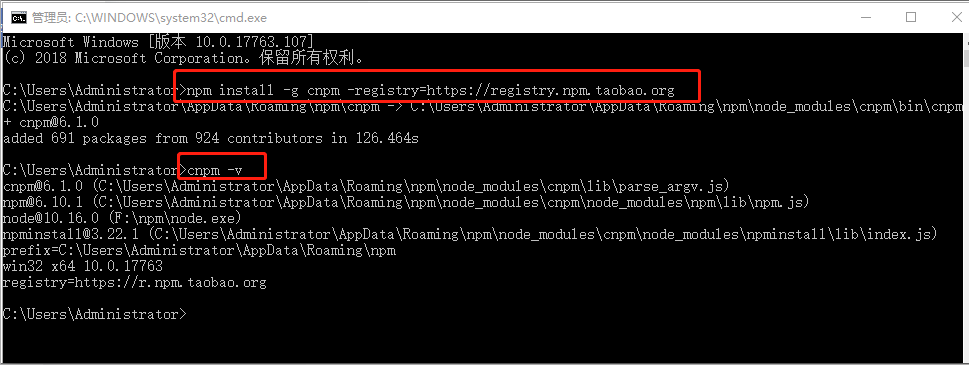 管理员: C:\WINDOWS\system32\cmd.exe
Microsoft Windows [版本 10.0.17763.107]
(c) 2018 Microsoft Corporation。保留所有权利。
C:\Users\Administrator>npm install -g cnpm -registry=https://registry.npm.taobao.org
C:\Users\Administrator\AppData\Roaming\npm\cnpm -> C:\Users\Administrator\AppData\Roaming\npm\node_modules\cnpm\bin\cnpm
+ cnpm@6.1.0
added 691 packages from 924 contributors in 126.464s
C:\Users\Administrator>cnpm -v
cnpm@6.1.0 (C:\Users\Administrator\AppData\Roaming\npm\node_modules\cnpm\lib\parse_argv.js)
npm@6.10.1 (C:\Users\Administrator\AppData\Roaming\npm\node_modules\cnpm\node_modules\npm\lib\npm.js)
node@10.16.0 (F:\npm\node.exe)
npminstall@3.22.1 (C:\Users\Administrator\AppData\Roaming\npm\node_modules\cnpm\node_modules\npminstall\lib\index.js)
prefix=C:\Users\Administrator\AppData\Roaming\npm
win32 x64 10.0.17763
registry=https://r.npm.taobao.org
C:\Users\Administrator>